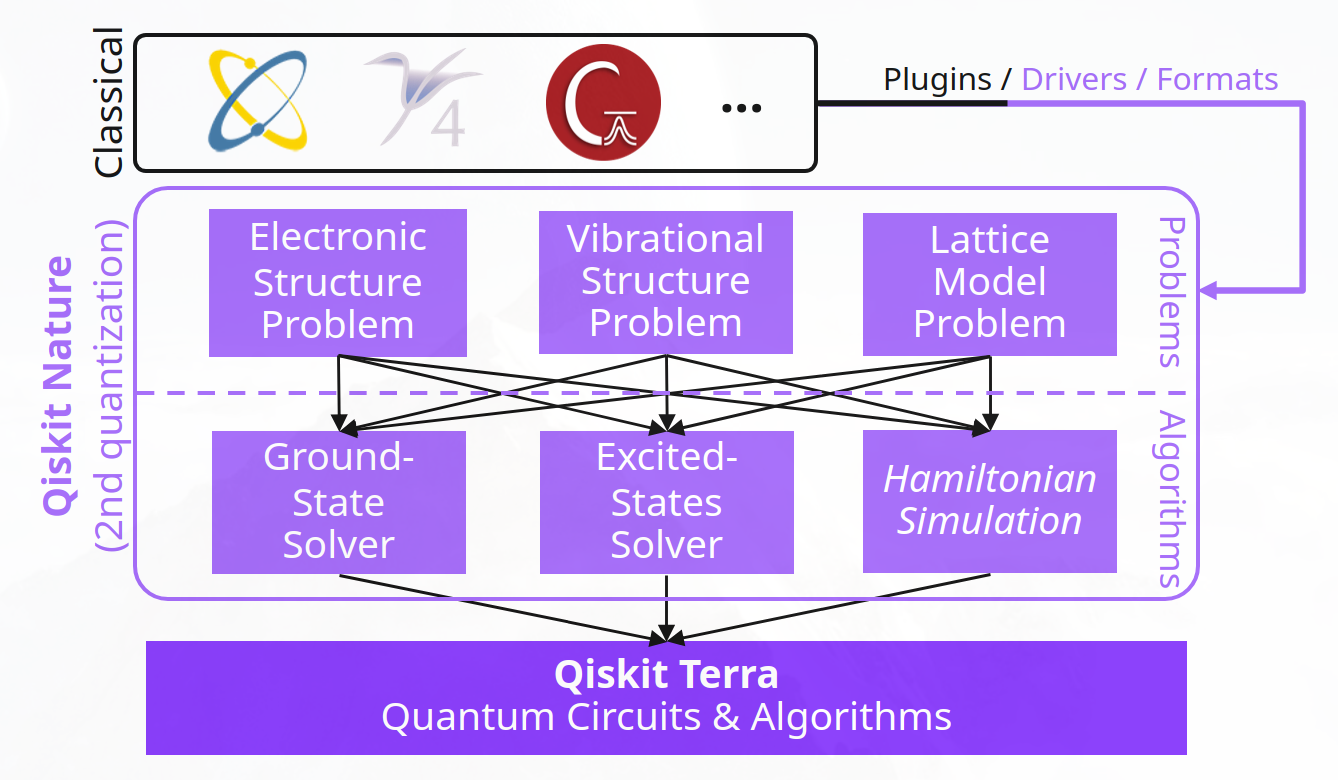 Classical
4
C
...
Plugins / Drivers / Formats
Qiskit Nature
(2nd quantization)
Problems
Electronic
Structure
Problem
Vibrational
Structure
Problem
Lattice
Model
Problem
Algorithms
Ground-
State
Solver
Excited-
States
Solver
Hamiltonian
Simulation
Qiskit Terra
Quantum Circuits & Algorithms